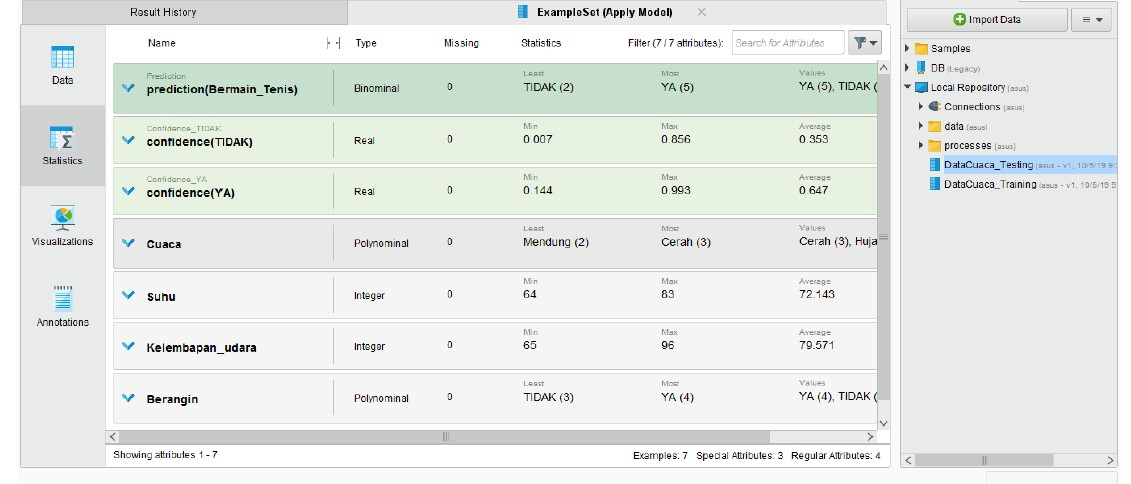 Result History
ExampleSet (Apply Model)
Import Data
Data
Statistics
Visualizations
Annotations
Name Type Missing Statistics Filter (7 / 7 attributes): Search for Attributes
Prediction Least Most Values
prediction(Bermain_Tenis) Binominal 0 TIDAK (2) YA (5) YA (5), TIDAK (
Confidence_TIDAK Min Max Average
confidence(TIDAK) Real 0 0.007 0.856 0.353
Confidence_YA Min Max Average
confidence(YA) Real 0 0.144 0.993 0.647
Least Most Values
Cuaca Polynominal 0 Mendung (2) Cerah (3) Cerah (3), Huja
Min Max Average
Suhu Integer 0 64 83 72.143
Min Max Average
Kelembapan_udara Integer 0 65 96 79.571
Least Most Values
Berangin Polynominal 0 TIDAK (3) YA (4) YA (4), TIDAK (
Showing attributes 1 - 7
Examples: 7 Special Attributes: 3 Regular Attributes: 4
Samples
DB (Legacy)
Local Repository (asus)
Connections (asus)
data (asus)
processes (asus)
DataCuaca_Testing (asus - v1, 10/5/19 9:
DataCuaca_Training (asus - v1, 10/5/19 9